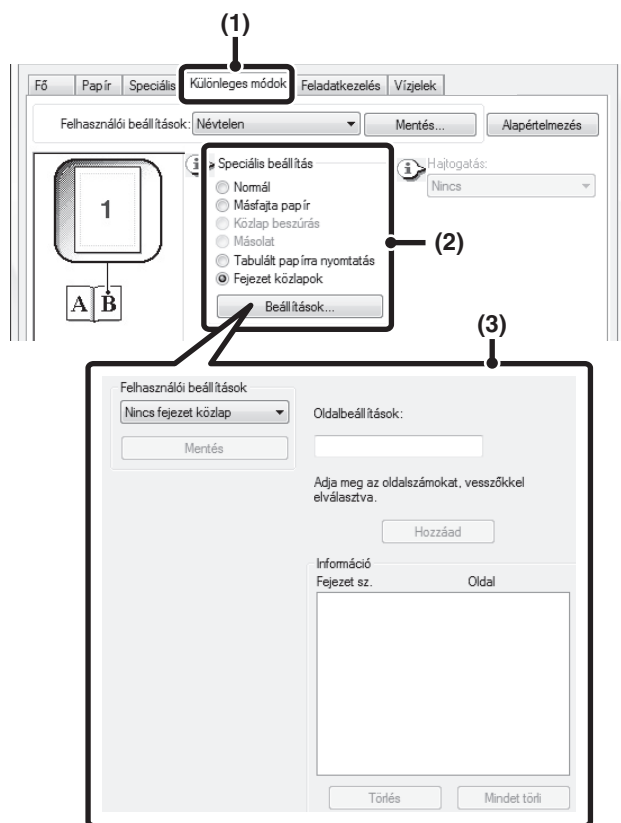 (1)
Fő Papír Speciális Különleges módok Feladatkezelés Vízjelek
Felhasználói beállítások: Névtelen Mentés... Alapértelmezés
1
A B
Speciális beállítás
Normál
Másfajta papír
Közlap beszúrás
Másolat
Tabulált papírra nyomtatás
Fejezet közlapok
Beállítások...
Hajtogatás:
Nincs
(2)
(3)
Felhasználói beállítások
Nincs fejezet közlap
Mentés
Oldalbeállítások:
Adja meg az oldalszámokat, vesszőkkel
elválasztva.
Hozzáad
Információ
Fejezet sz. Oldal
Törlés Mindet törli